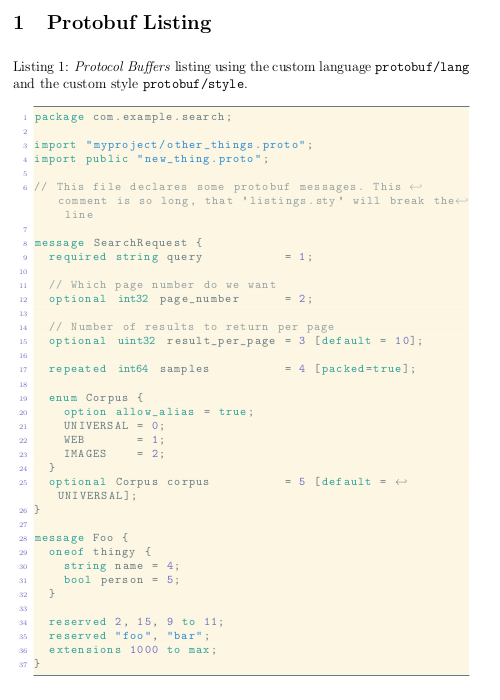 1 Protobuf Listing
Listing 1: Protocol Buffers listing using the custom language protobuf/lang
and the custom style protobuf/style.
1 package com.example.search;
2
3 import "myproject/other_things.proto";
4 import public "new_thing.proto";
5
6 // This file declares some protobuf messages. This ↩
comment is so long, that "listings.sty" will break the↩
line
7
8 message SearchRequest {
9   required string query           = 1;
10
11   // Which page number do we want
12   optional int32 page_number      = 2;
13
14   // Number of results to return per page
15   optional uint32 result_per_page = 3 [default = 10];
16
17   repeated int64 samples          = 4 [packed=true];
18
19   enum Corpus {
20     option allow_alias = true;
21     UNIVERSAL = 0;
22     WEB       = 1;
23     IMAGES    = 2;
24   }
25   optional Corpus corpus          = 5 [default = ↩
UNIVERSAL];
26 }
27
28 message Foo {
29   oneof thingy {
30     string name = 4;
31     bool person = 5;
32   }
33
34   reserved 2, 15, 9 to 11;
35   reserved "foo", "bar";
36   extensions 1000 to max;
37 }